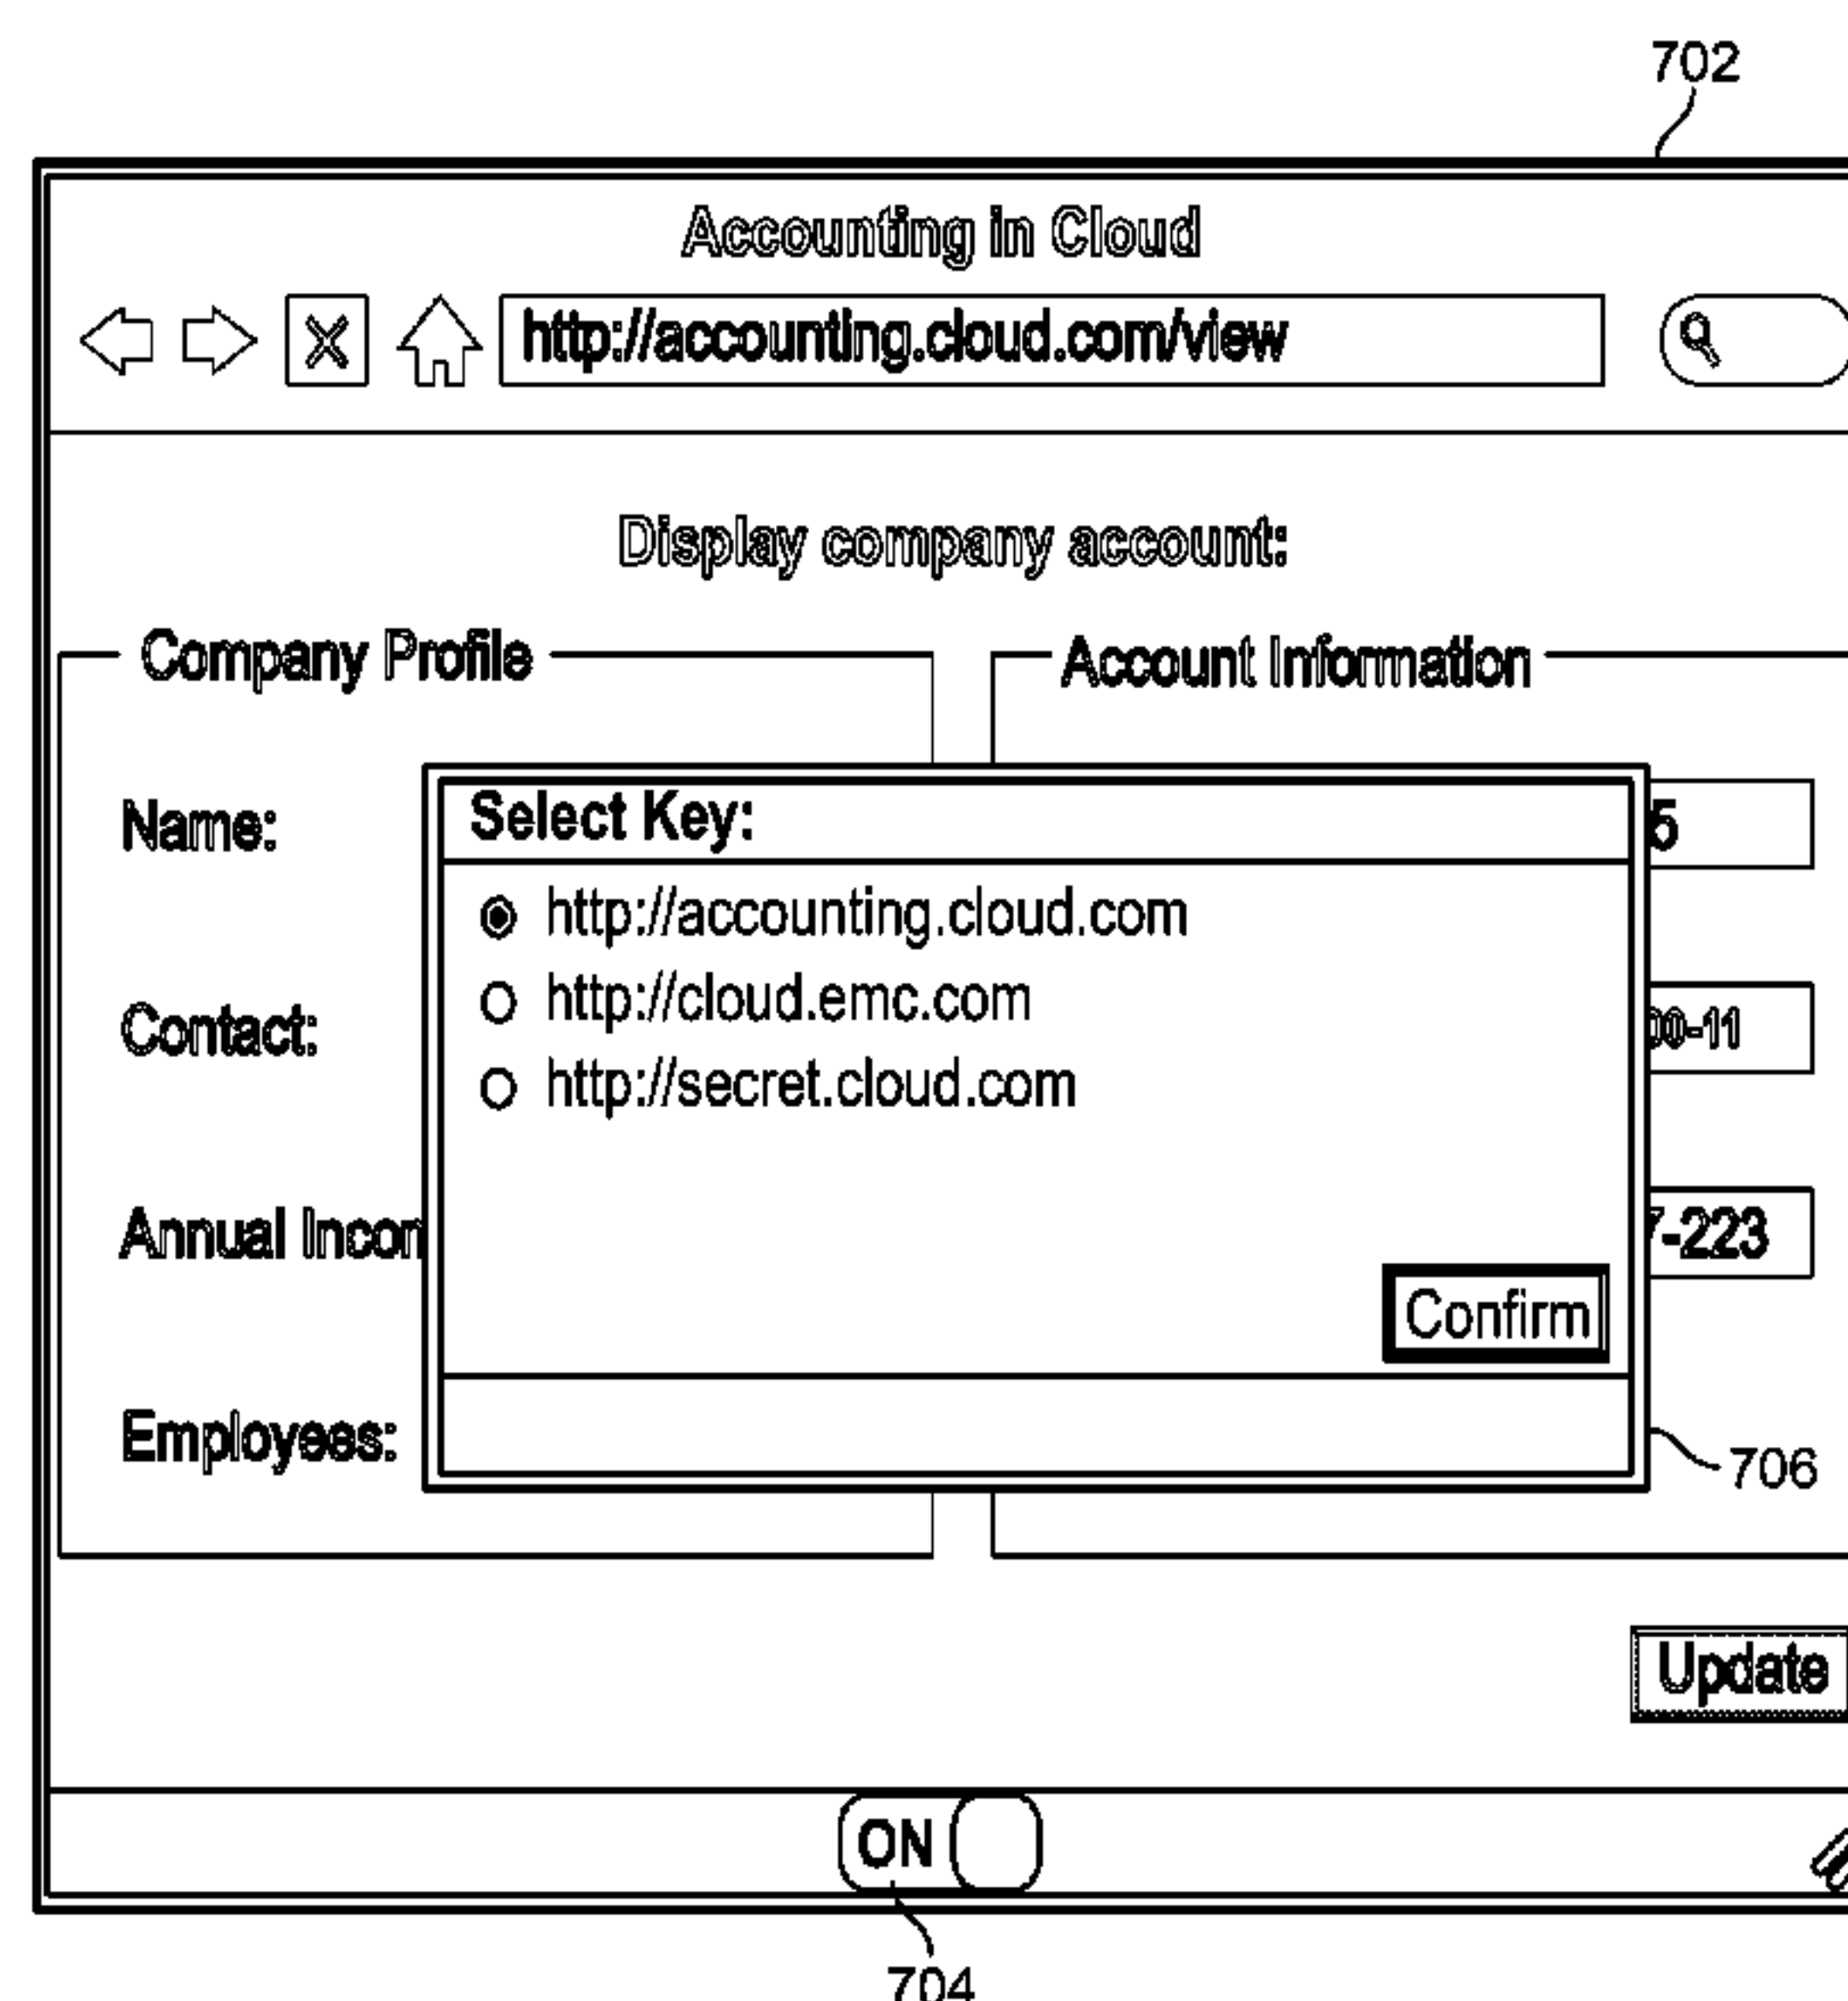 702
Accounting in Cloud
http://accounting.cloud.com/view
Display company account:
Company Profile
Account Information
Name:
5
Select Key:
http://accounting.cloud.com
http://cloud.emc.com
http://secret.cloud.com
Contact:
00-11
Annual Incom
7-223
Confirm
Employees:
706
Update
ON
704